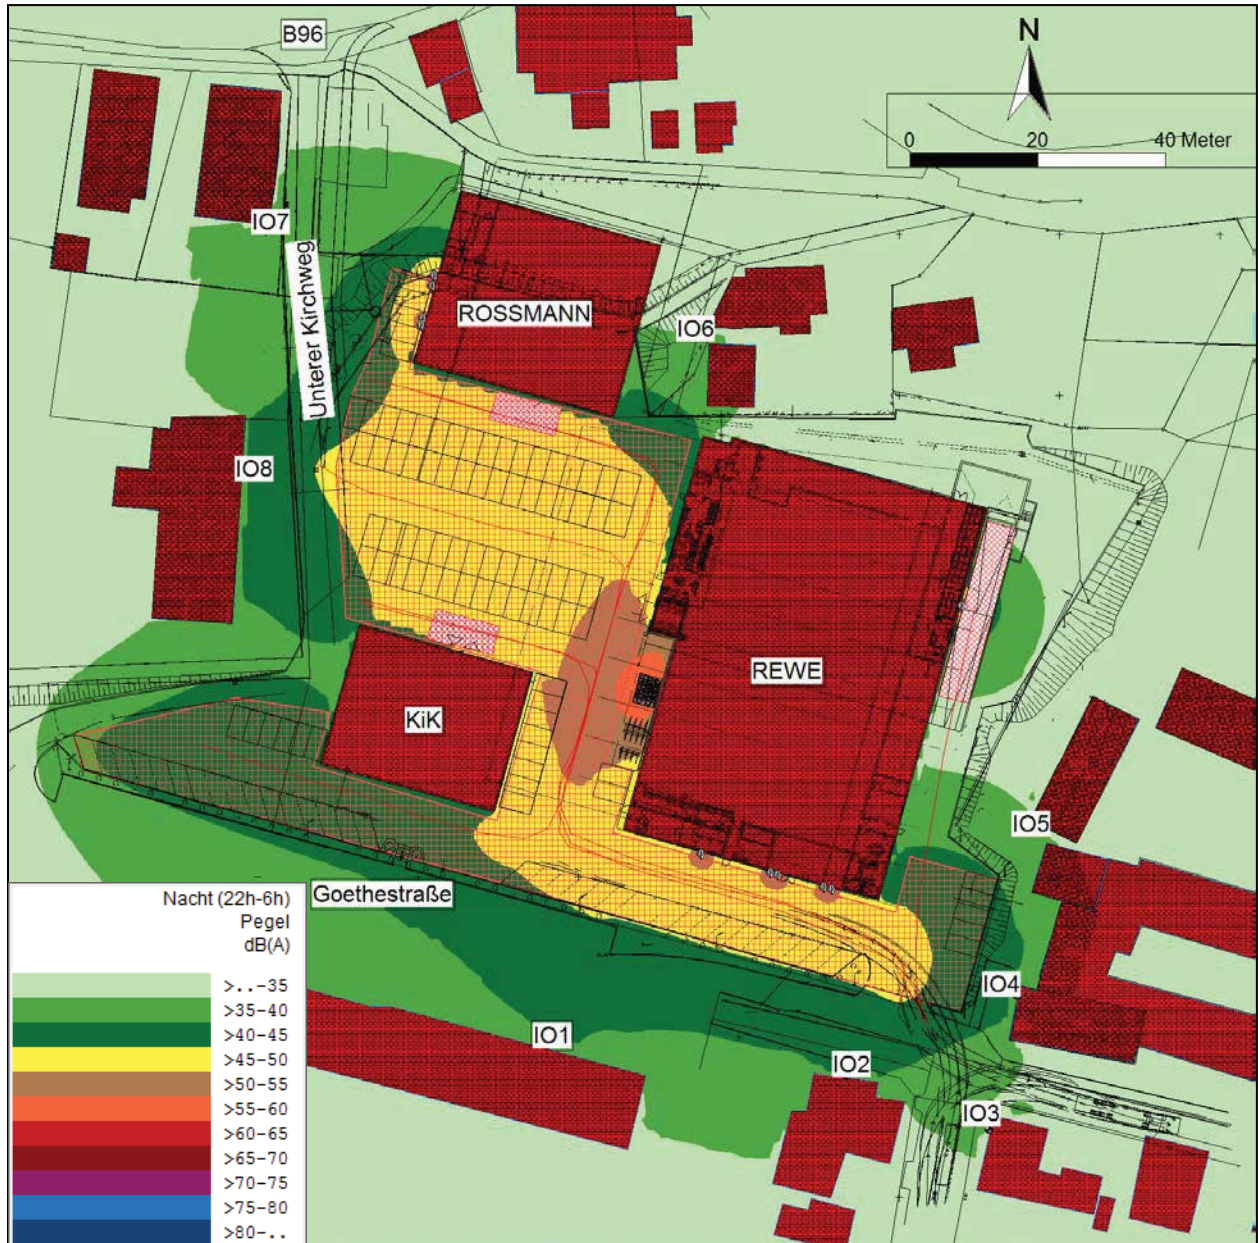 B96
N
0 20 40 Meter
IO7
Unterer Kirchweg
ROSSMANN
IO6
IO8
REWE
KiK
IO5
Goethestraße
IO4
IO1
IO2
IO3
Nacht (22h-6h)
Pegel
dB(A)
>..-35
>35-40
>40-45
>45-50
>50-55
>55-60
>60-65
>65-70
>70-75
>75-80
>80-..